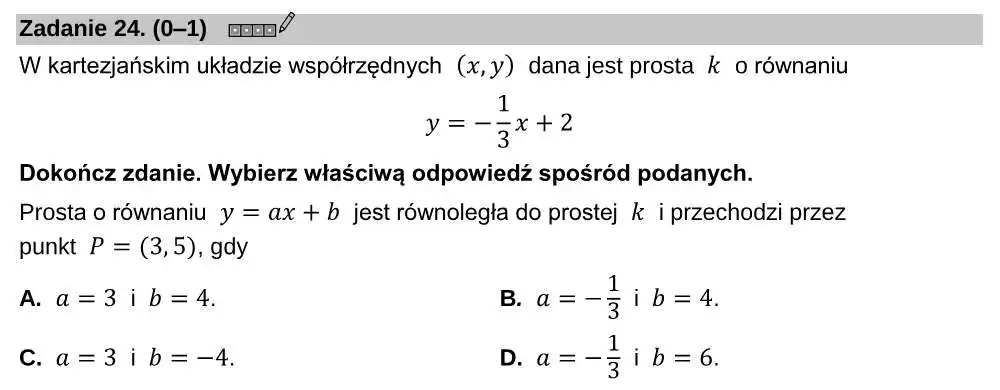 Zadanie 24. (0–1)
W kartezjańskim układzie współrzędnych (x, y) dana jest prosta k o równaniu
y = −1/3 x + 2
Dokończ zdanie. Wybierz właściwą odpowiedź spośród podanych.
Prosta o równaniu y = ax + b jest równoległa do prostej k i przechodzi przez
punkt P = (3, 5), gdy
A. a = 3 i b = 4. B. a = −1/3 i b = 4.
C. a = 3 i b = −4. D. a = −1/3 i b = 6.